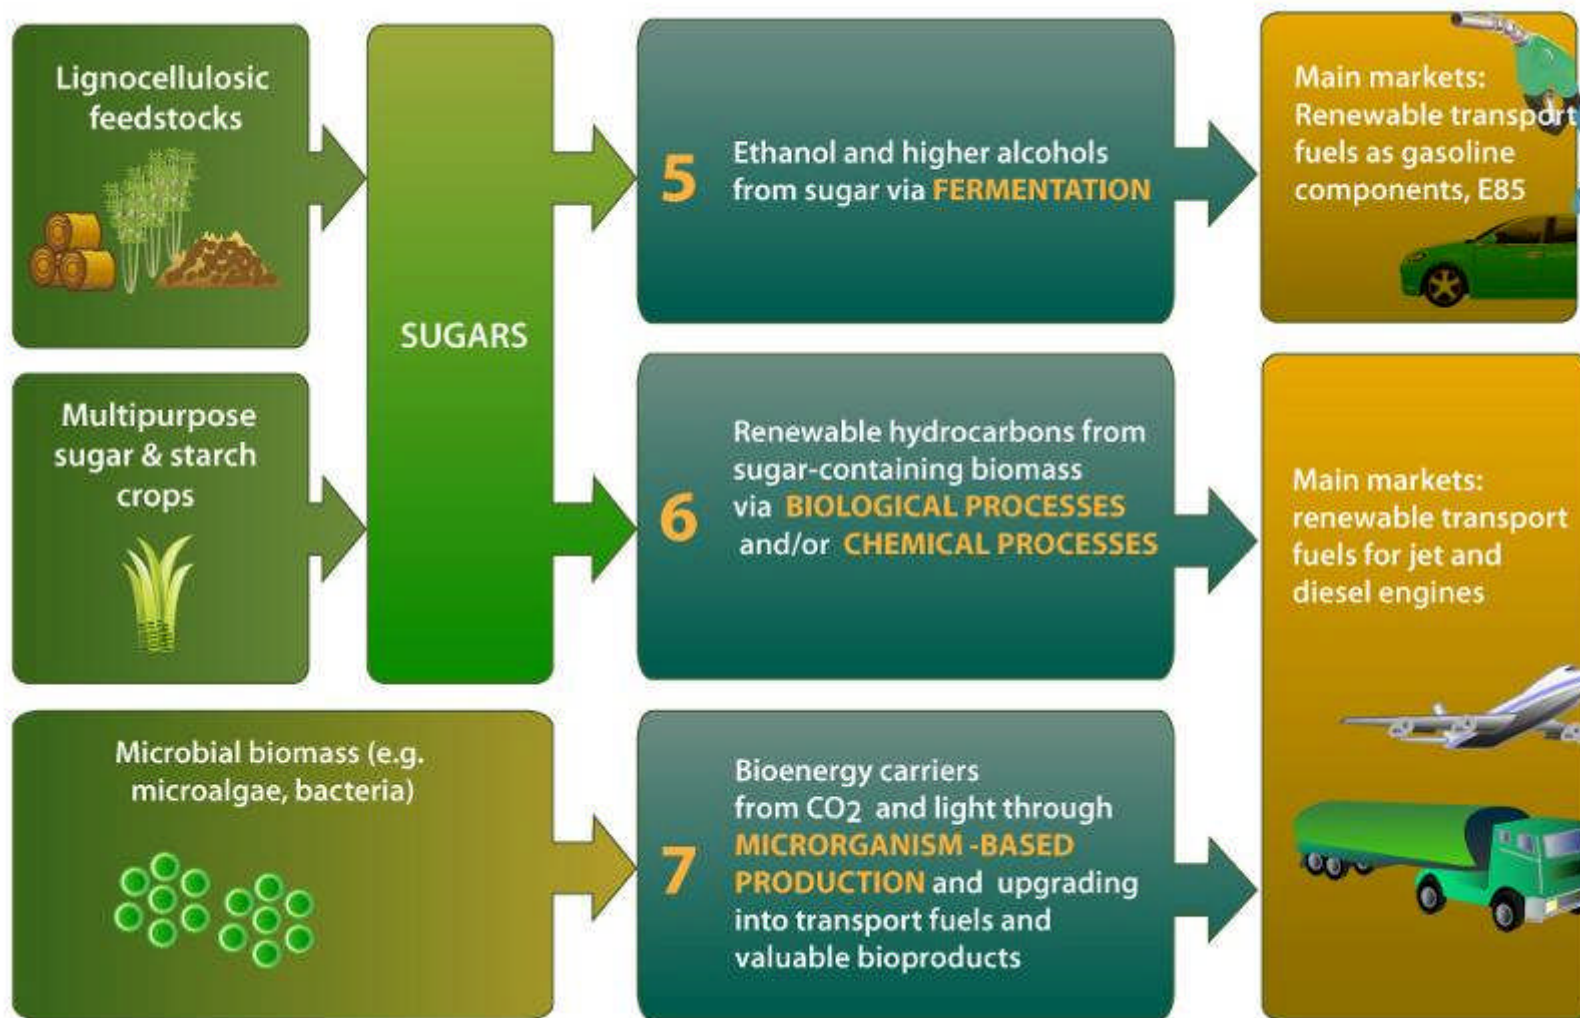 Lignocellulosic
feedstocks
Multipurpose
sugar & starch
crops
SUGARS
5
Ethanol and higher alcohols
from sugar via FERMENTATION
Main markets:
Renewable transport
fuels as gasoline
components, E85
6
Renewable hydrocarbons from
sugar-containing biomass
via BIOLOGICAL PROCESSES
and/or CHEMICAL PROCESSES
Main markets:
renewable transport
fuels for jet and
diesel engines
Microbial biomass (e.g.
microalgae, bacteria)
7
Bioenergy carriers
from CO2 and light through
MICRORGANISM -BASED
PRODUCTION and upgrading
into transport fuels and
valuable bioproducts